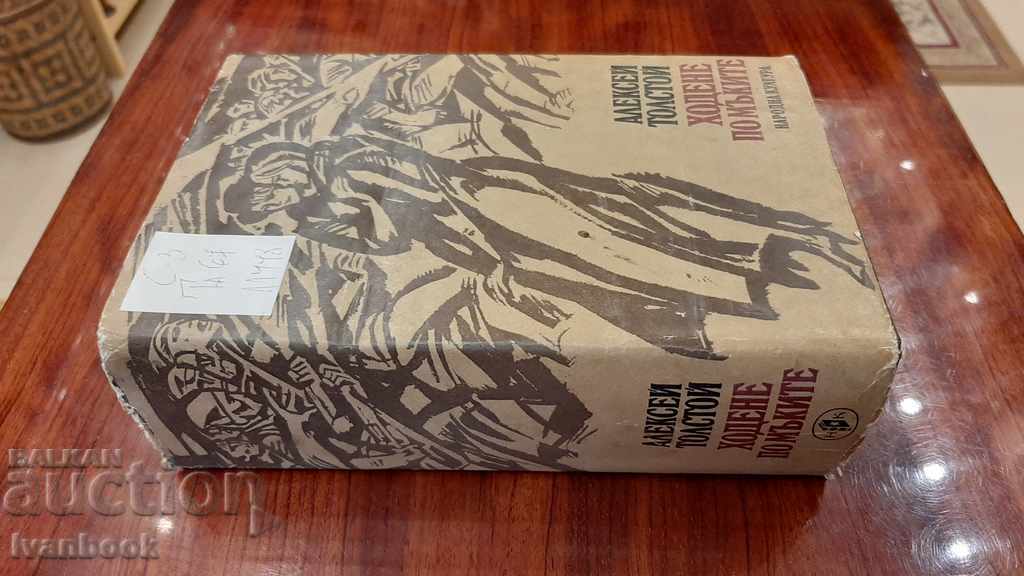 АЛЕКСЕЙ
ТОЛСТОЙ
ХОДЕНЕ
ПО МЪКИТЕ
НАРОДНА КУЛТУРА
АЛЕКСЕЙ
ТОЛСТОЙ
ХОДЕНЕ
ПО МЪКИТЕ
BALKAN
auction
Ivanbook